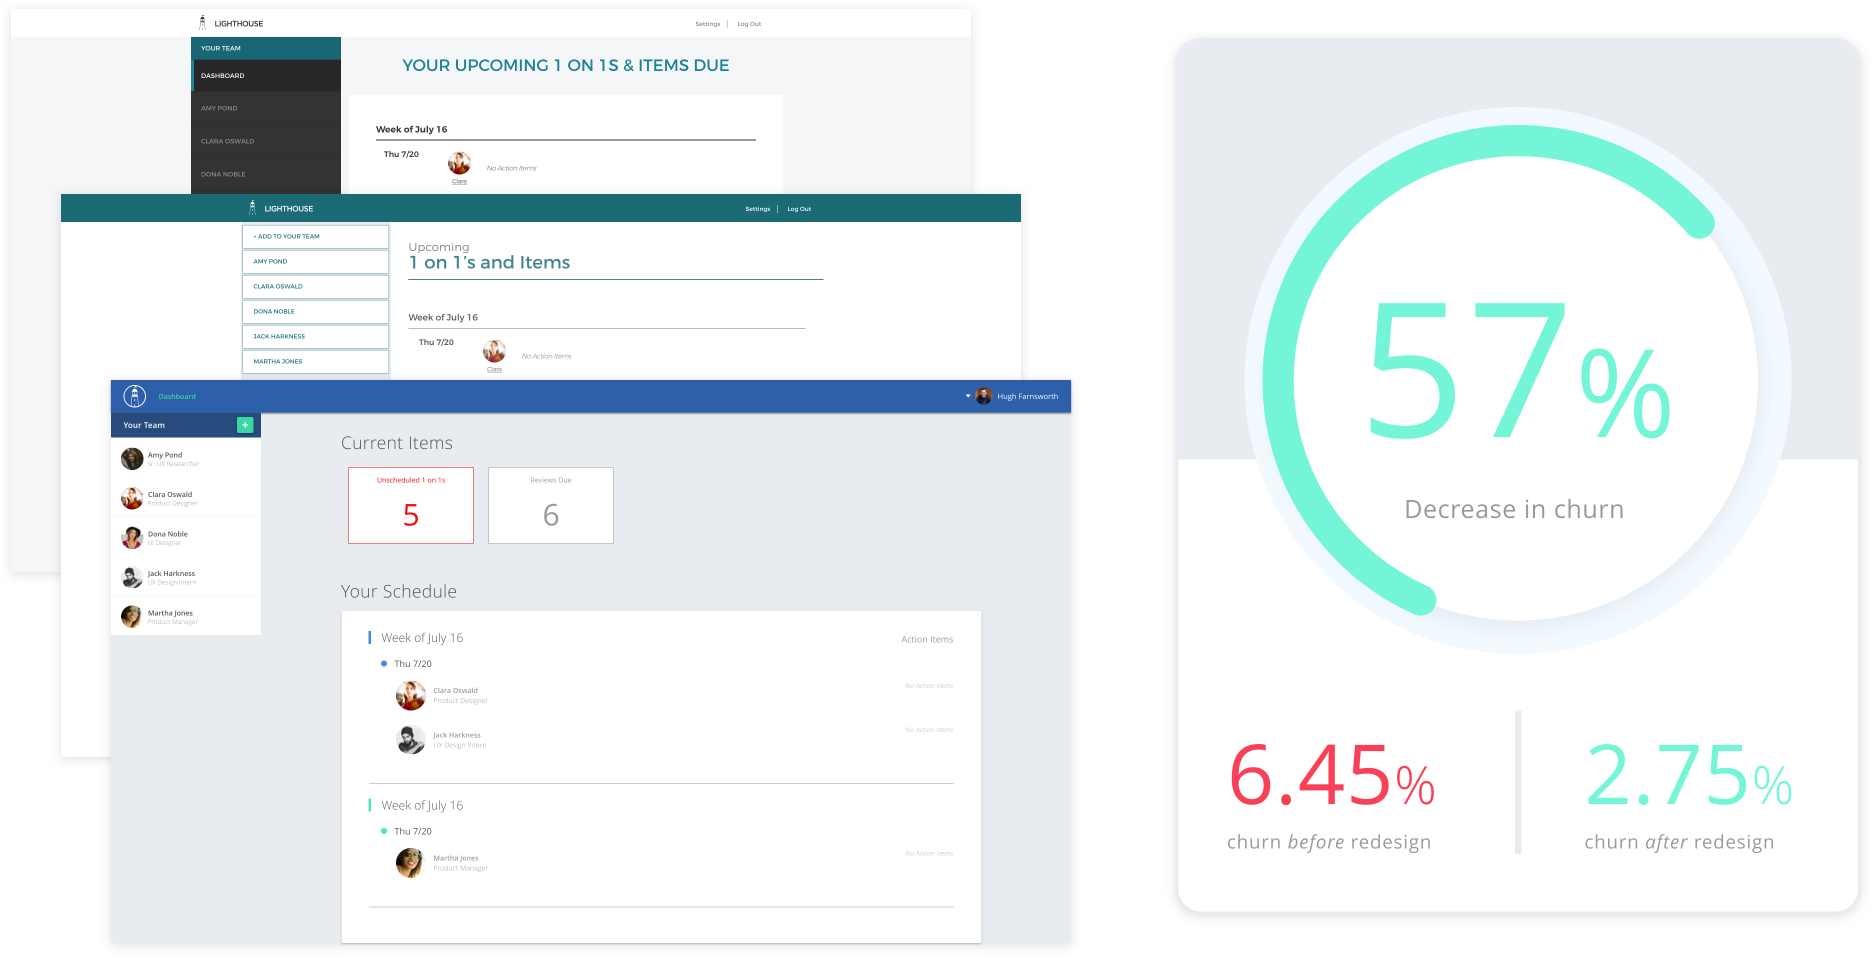 LIGHTHOUSE
Settings | Log Out
YOUR TEAM
DASHBOARD
AMY POND
CLARA OSWALD
DONA NOBLE
YOUR UPCOMING 1 ON 1S & ITEMS DUE
Week of July 16
Thu 7/20
Clara
No Action Items
LIGHTHOUSE
Settings | Log Out
+ ADD TO YOUR TEAM
AMY POND
CLARA OSWALD
DONA NOBLE
JACK HARKNESS
MARTHA JONES
Upcoming
1 on 1's and Items
Week of July 16
Thu 7/20
Clara
No Action Items
Dashboard
Hugh Farnsworth
Your Team +
Amy Pond
Sr. UX Researcher
Clara Oswald
Product Designer
Dona Noble
UI Designer
Jack Harkness
UX Design Intern
Martha Jones
Product Manager
Current Items
Unscheduled 1 on 1s
5
Reviews Due
6
Your Schedule
Week of July 16
Action Items
Thu 7/20
Clara Oswald
Product Designer
No Action Items
Jack Harkness
UX Design Intern
No Action Items
Week of July 16
Thu 7/20
Martha Jones
Product Manager
No Action Items
57%
Decrease in churn
6.45%
churn before redesign
2.75%
churn after redesign